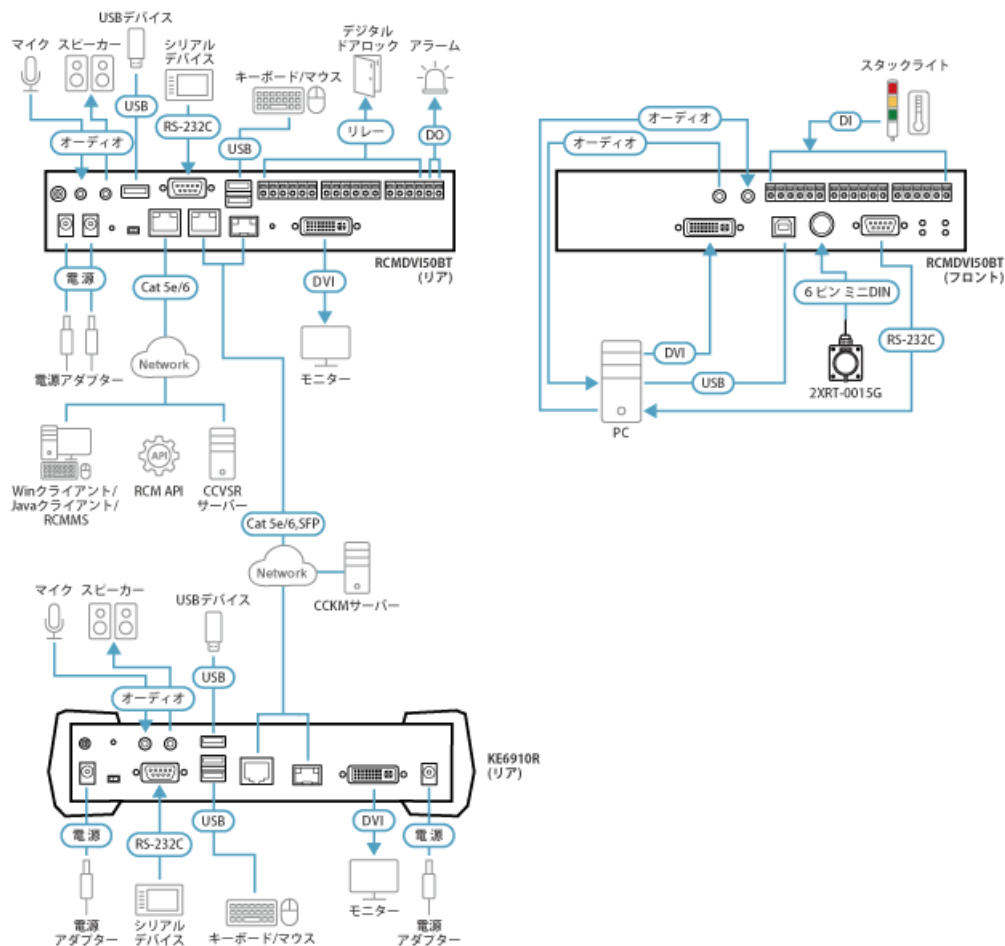 USBデバイス
マイク
スピーカー
シリアル
デバイス
キーボード/マウス
デジタル
ドアロック
アラーム
USB
RS-232C
オーディオ
USB
リレー
DO
RCMDVI50BT
(リア)
電源
Cat 5e/6
DVI
電源アダプター
Network
モニター
Winクライアント/
Javaクライアント/
RCMMS
API
RCM API
CCVSR
サーバー
Cat 5e/6,SFP
Network
CCKMサーバー
スタックライト
オーディオ
オーディオ
DI
RCMDVI50BT
(フロント)
6 ピン ミニDIN
RS-232C
DVI
USB
2XRT-0015G
PC
マイク
スピーカー
USBデバイス
USB
オーディオ
KE6910R
(リア)
電源
RS-232C
USB
DVI
電源
電源
アダプター
シリアル
デバイス
キーボード/マウス
モニター
電源
アダプター